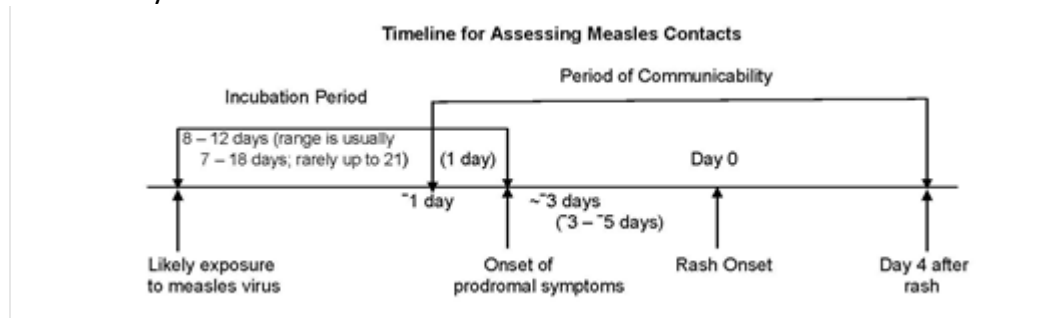 Timeline for Assessing Measles Contacts
Period of Communicability
Incubation Period
8 – 12 days (range is usually
7 – 18 days; rarely up to 21)
(1 day)
Day 0
˜1 day
~˜3 days
(˜3 – ˜5 days)
Likely exposure
to measles virus
Onset of
prodromal symptoms
Rash Onset
Day 4 after
rash